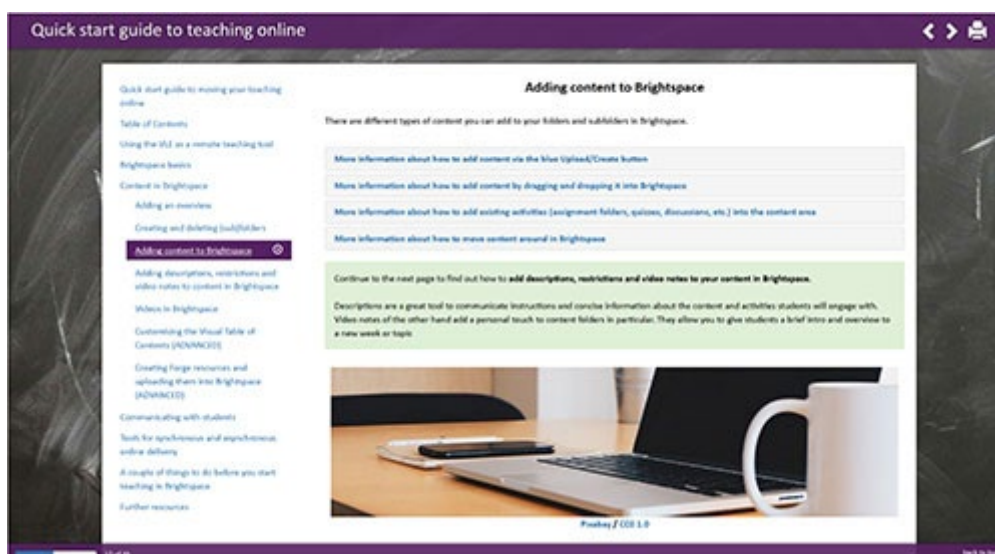 Quick start guide to teaching online
Quick start guide to moving your teaching
online
Table of Contents
Using the VLE as a remote teaching tool
Brightspace basics
Content in Brightspace
Adding an overview
Creating and deleting (sub)folders
Adding content to Brightspace
Adding descriptions, restrictions and
video notes to content in Brightspace
Videos in Brightspace
Customising the Visual Table of
Contents (ADVANCED)
Creating Forge resources and
uploading them into Brightspace
(ADVANCED)
Communicating with students
Tools for synchronous and asynchronous
online delivery
A couple of things to do before you start
teaching in Brightspace
Further resources
Adding content to Brightspace
There are different types of content you can add to your folders and subfolders in Brightspace.
More information about how to add content via the blue Upload/Create button
More information about how to add content by dragging and dropping it into Brightspace
More information about how to add existing activities (assignment folders, quizzes, discussions, etc.) into the content area
More information about how to move content around in Brightspace
Continue to the next page to find out how to add descriptions, restrictions and video notes to your content in Brightspace.
Descriptions are a great tool to communicate instructions and concise information about the content and activities students will engage with.
Video notes of the other hand add a personal touch to content folders in particular. They allow you to give students a brief intro and overview to
a new week or topic
Pixabay / CC0 1.0